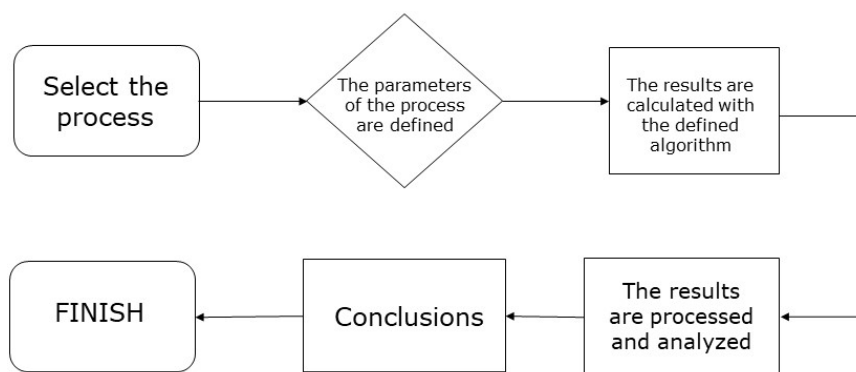 Select the
process
The parameters
of the process
are defined
The results are
calculated with
the defined
algorithm
The results
are processed
and analyzed
Conclusions
FINISH